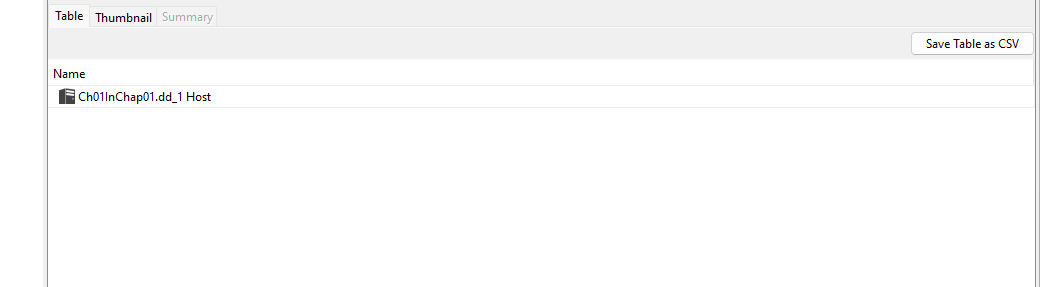 Table Thumbnail Summary
Save Table as CSV
Name
Ch01InChap01.dd_1 Host